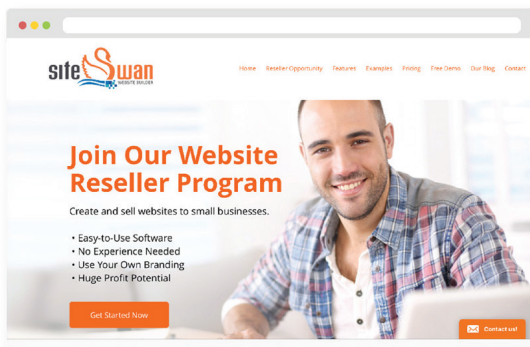 site Swan
WEBSITE BUILDER
Home Reseller Opportunity Features Examples Pricing Free Demo Our Blog Contact
Join Our Website
Reseller Program
Create and sell websites to small businesses.
• Easy-to-Use Software
• No Experience Needed
• Use Your Own Branding
• Huge Profit Potential
Get Started Now
Contact us!